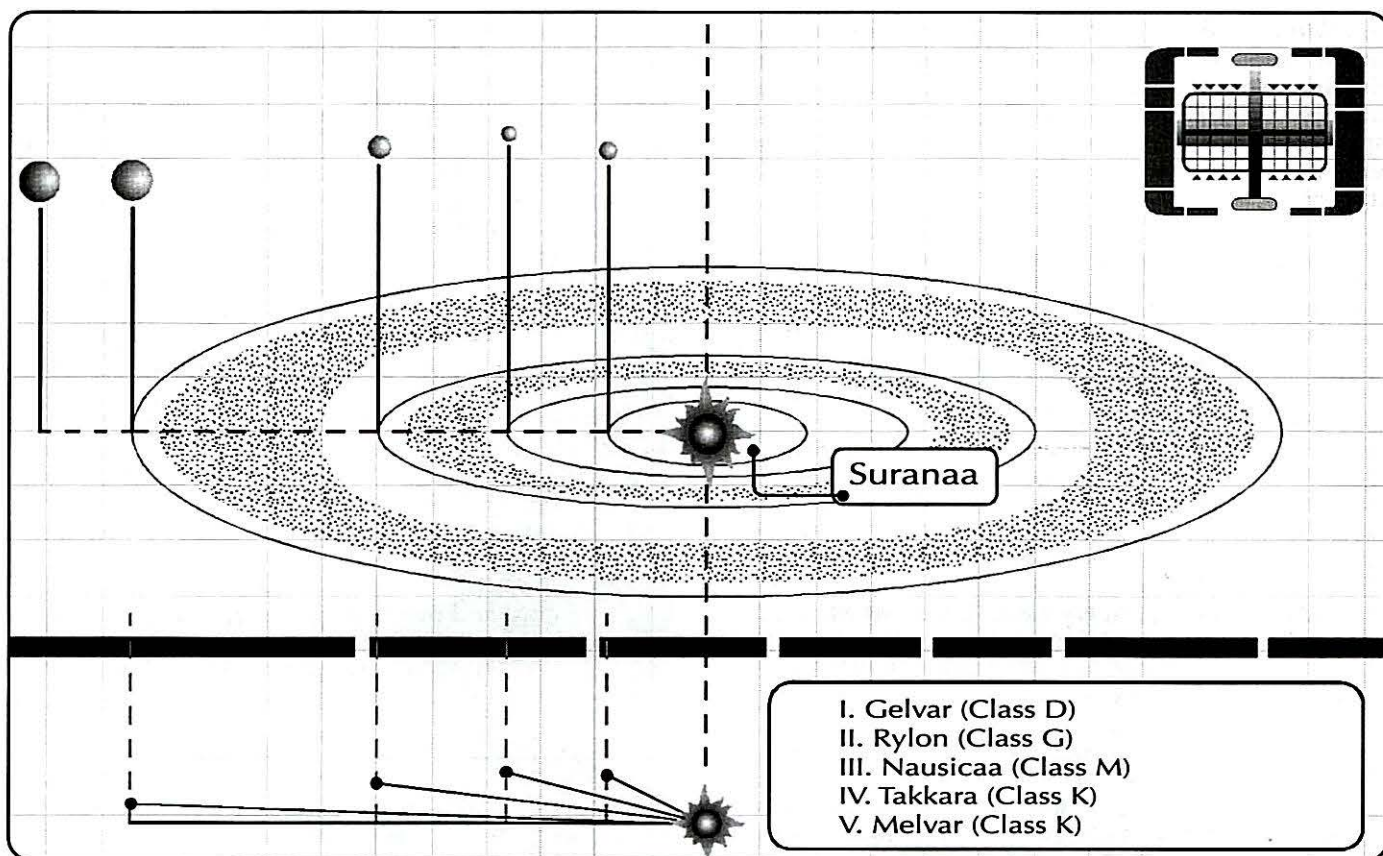 Suranaa
I. Gelvar (Class D)
II. Rylon (Class G)
III. Nausicaa (Class M)
IV. Takkara (Class K)
V. Melvar (Class K)